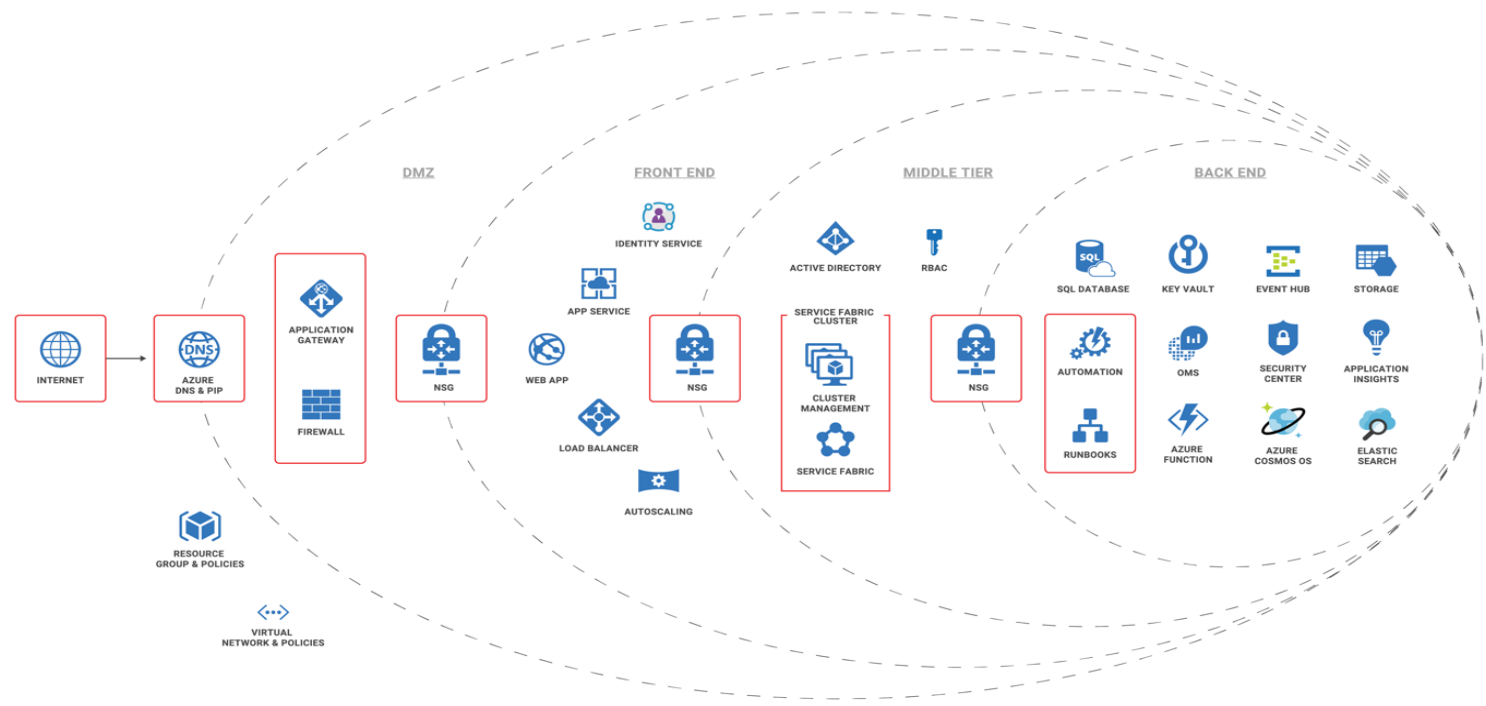 DMZ
FRONT END
MIDDLE TIER
BACK END
INTERNET
AZURE
DNS & PIP
DNS
APPLICATION
GATEWAY
FIREWALL
RESOURCE
GROUP & POLICIES
VIRTUAL
NETWORK & POLICIES
NSG
IDENTITY SERVICE
APP SERVICE
WEB APP
LOAD BALANCER
AUTOSCALING
NSG
ACTIVE DIRECTORY
RBAC
SERVICE FABRIC
CLUSTER
CLUSTER
MANAGEMENT
SERVICE FABRIC
NSG
SQL
SQL DATABASE
KEY VAULT
EVENT HUB
STORAGE
AUTOMATION
OMS
SECURITY
CENTER
APPLICATION
INSIGHTS
RUNBOOKS
AZURE
FUNCTION
AZURE
COSMOS OS
ELASTIC
SEARCH